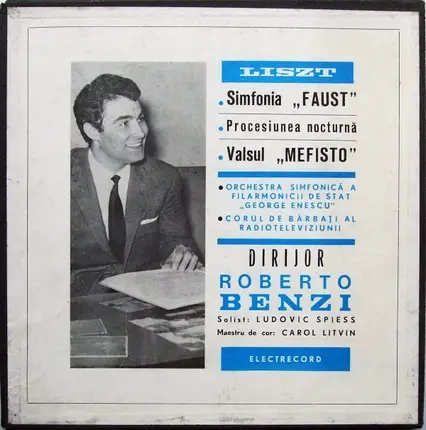 LISZT
• Simfonia „FAUST”
• Procesiunea nocturnă
• Valsul „MEFISTO”
• ORCHESTRA SIMFONICĂ A
FILARMONICII DE STAT
„GEORGE ENESCU”
• CORUL DE BĂRBAȚI AL
RADIOTELEVIZIUNII
DIRIJOR
ROBERTO
BENZI
Solist: LUDOVIC SPIESS
Maestru de cor: CAROL LITVIN
ELECTRECORD